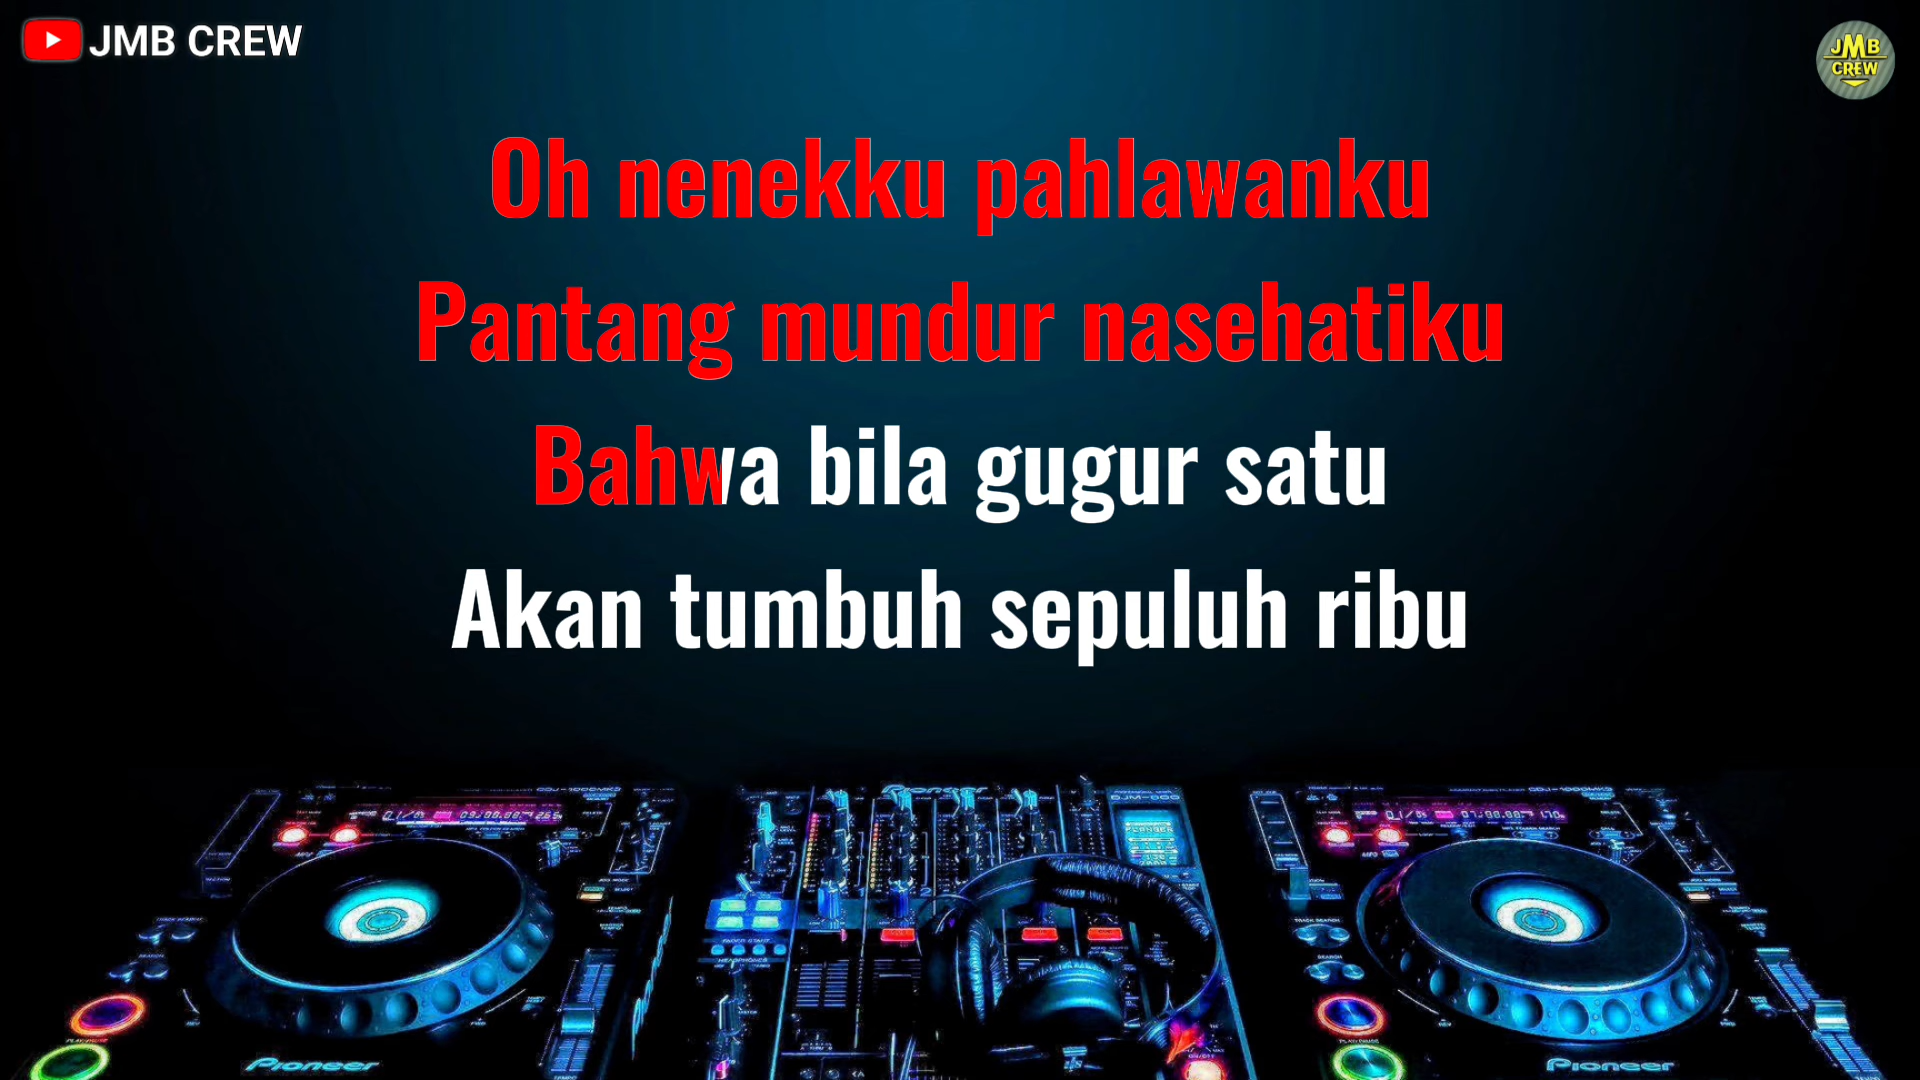 JMB CREW
JMB
CREW
Oh nenekku pahlawanku
Pantang mundur nasehatiku
Bahwa bila gugur satu
Akan tumbuh sepuluh ribu
Pioneer
Pioneer
Pioneer